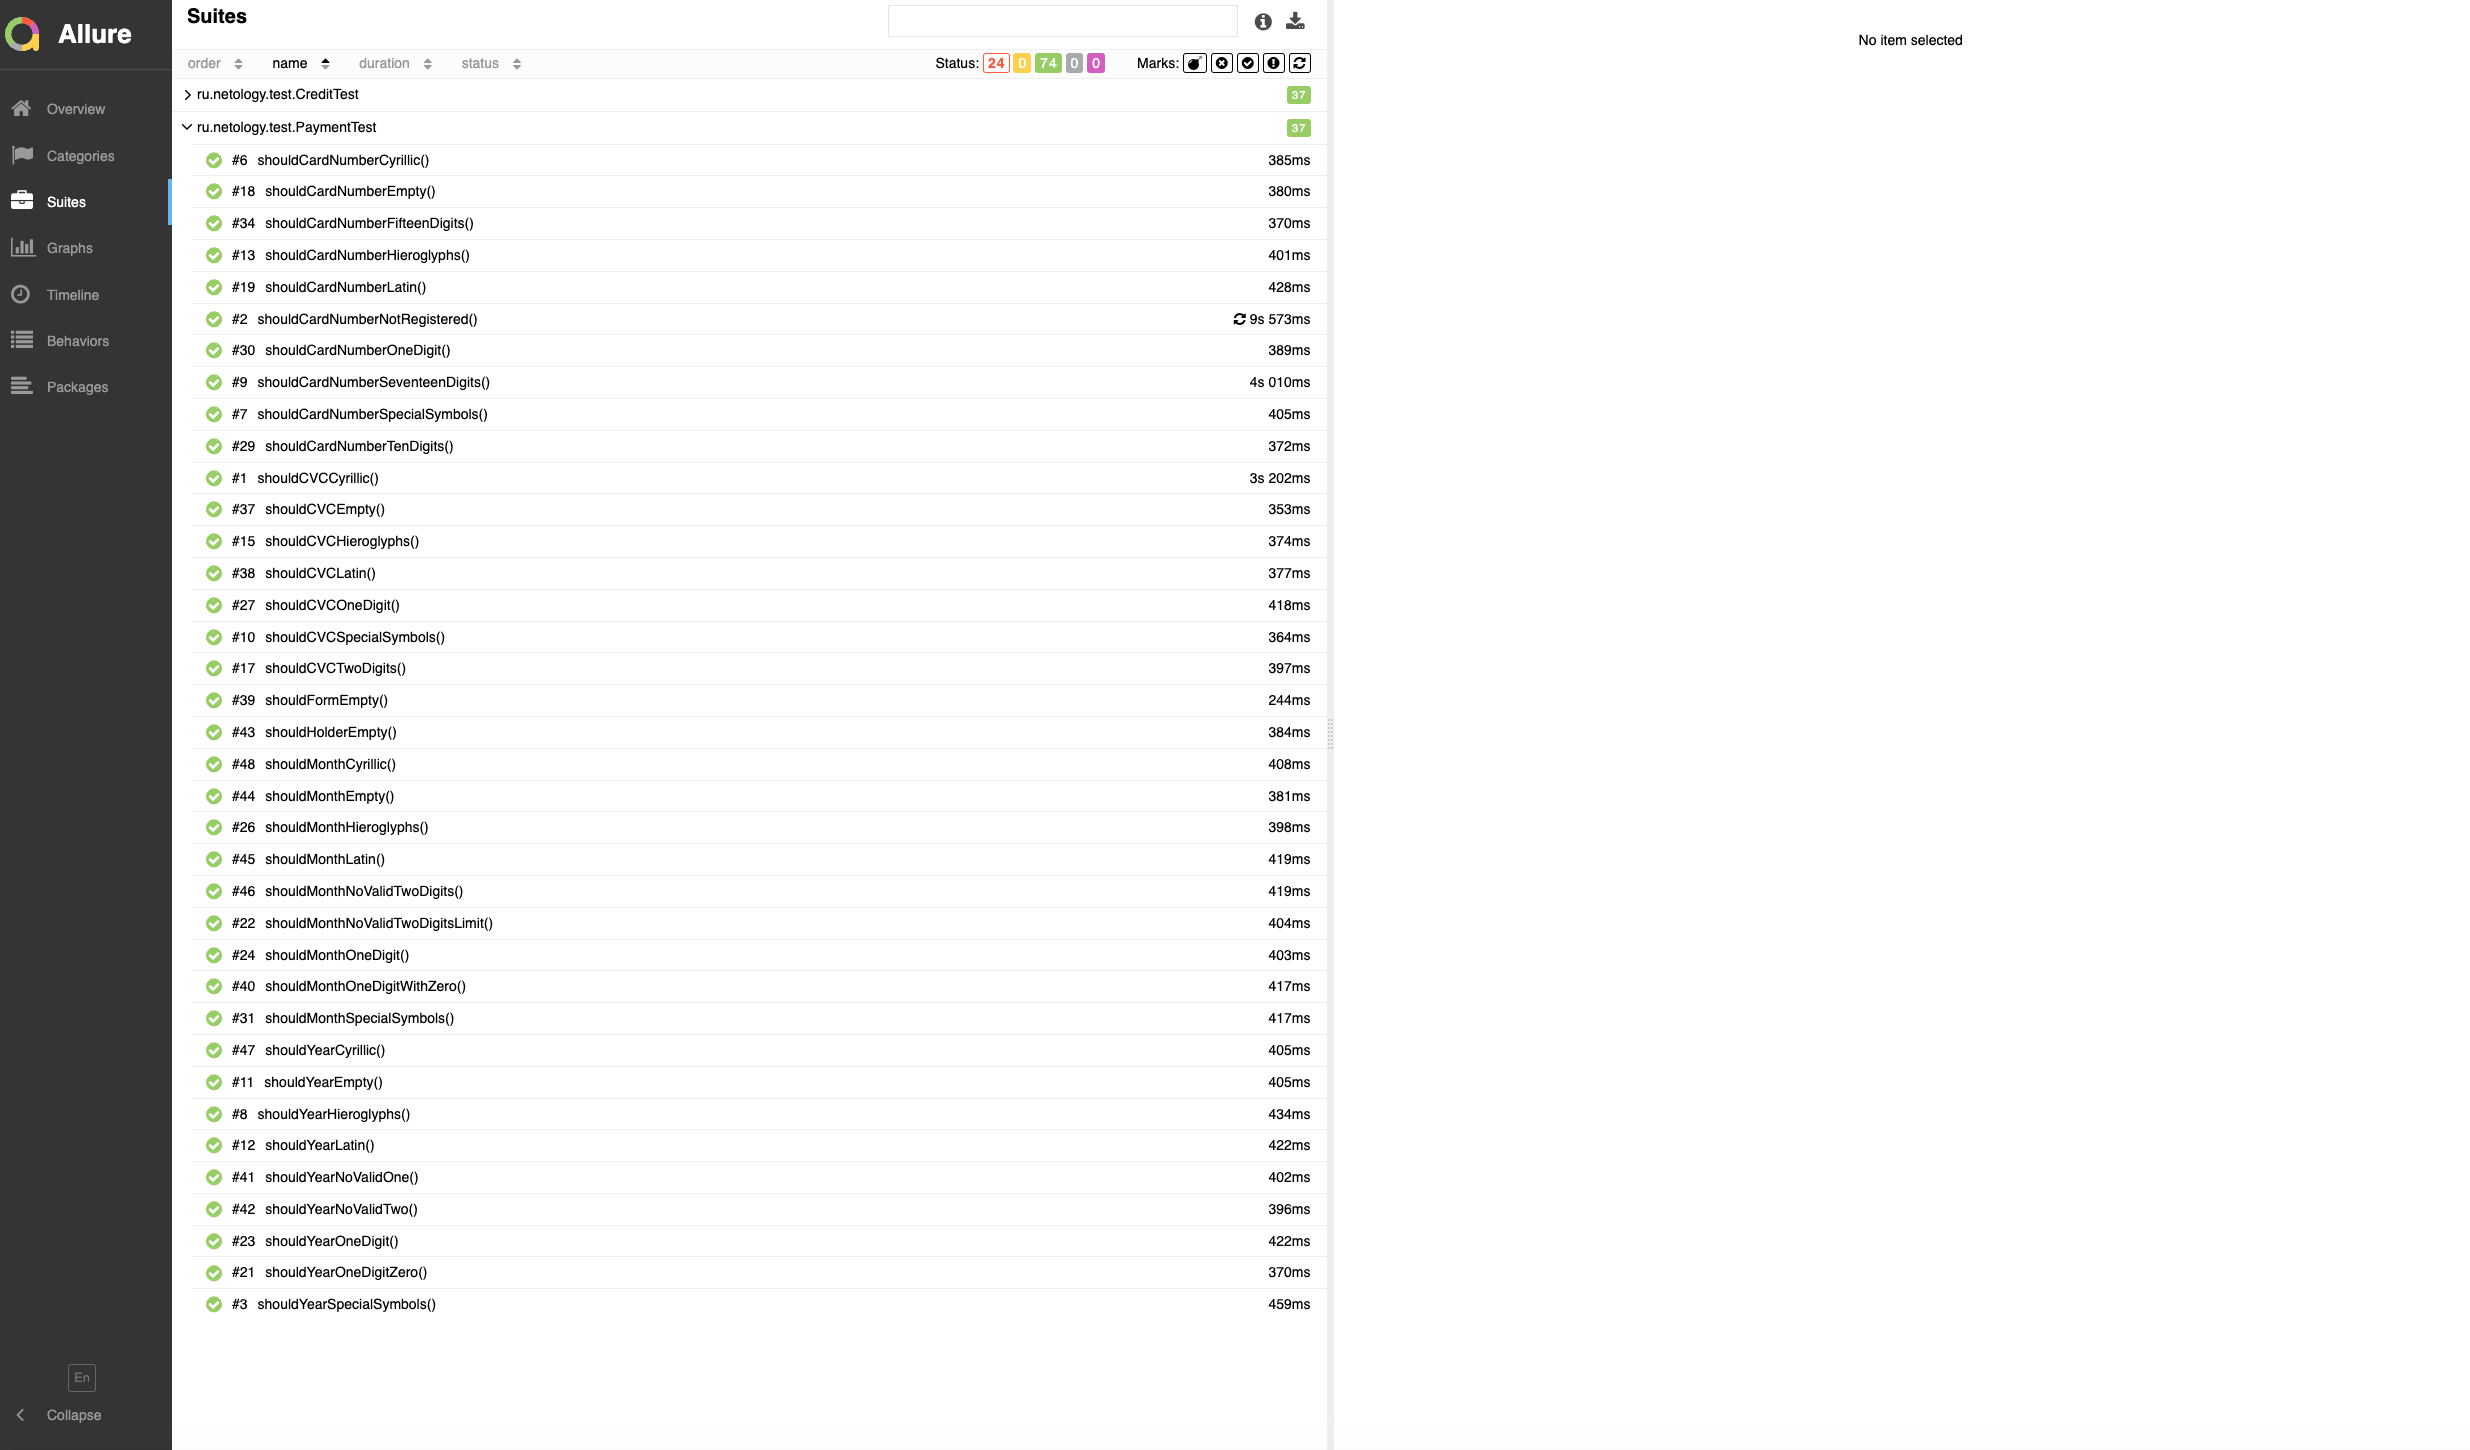 Allure
Overview
Categories
Suites
Graphs
Timeline
Behaviors
Packages
En
Collapse
Suites
order name duration status Status: 24 0 74 0 0 Marks:
ru.netology.test.CreditTest 37
ru.netology.test.PaymentTest 37
#6 shouldCardNumberCyrillic() 385ms
#18 shouldCardNumberEmpty() 380ms
#34 shouldCardNumberFifteenDigits() 370ms
#13 shouldCardNumberHieroglyphs() 401ms
#19 shouldCardNumberLatin() 428ms
#2 shouldCardNumberNotRegistered() 9s 573ms
#30 shouldCardNumberOneDigit() 389ms
#9 shouldCardNumberSeventeenDigits() 4s 010ms
#7 shouldCardNumberSpecialSymbols() 405ms
#29 shouldCardNumberTenDigits() 372ms
#1 shouldCVCCyrillic() 3s 202ms
#37 shouldCVCEmpty() 353ms
#15 shouldCVCHieroglyphs() 374ms
#38 shouldCVCLatin() 377ms
#27 shouldCVCOneDigit() 418ms
#10 shouldCVCSpecialSymbols() 364ms
#17 shouldCVCTwoDigits() 397ms
#39 shouldFormEmpty() 244ms
#43 shouldHolderEmpty() 384ms
#48 shouldMonthCyrillic() 408ms
#44 shouldMonthEmpty() 381ms
#26 shouldMonthHieroglyphs() 398ms
#45 shouldMonthLatin() 419ms
#46 shouldMonthNoValidTwoDigits() 419ms
#22 shouldMonthNoValidTwoDigitsLimit() 404ms
#24 shouldMonthOneDigit() 403ms
#40 shouldMonthOneDigitWithZero() 417ms
#31 shouldMonthSpecialSymbols() 417ms
#47 shouldYearCyrillic() 405ms
#11 shouldYearEmpty() 405ms
#8 shouldYearHieroglyphs() 434ms
#12 shouldYearLatin() 422ms
#41 shouldYearNoValidOne() 402ms
#42 shouldYearNoValidTwo() 396ms
#23 shouldYearOneDigit() 422ms
#21 shouldYearOneDigitZero() 370ms
#3 shouldYearSpecialSymbols() 459ms
No item selected